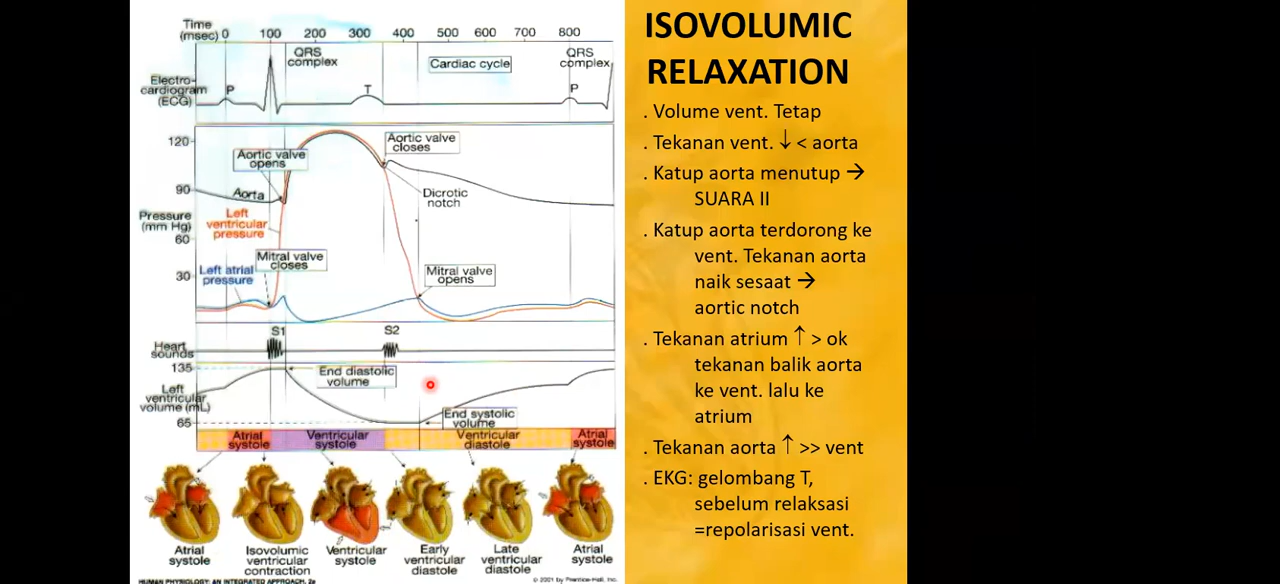 Time
(msec) 0 100 200 300 400 500 600 700 800
QRS
complex
Cardiac cycle
QRS
complex
Electro-
cardiogram
(ECG)
P
T
P
120
90
Pressure
(mm Hg)
60
30
Aortic valve
opens
Aortic valve
closes
Aorta
Dicrotic
notch
Left
ventricular
pressure
Mitral valve
closes
Left atrial
pressure
Mitral valve
opens
S1
S2
Heart
sounds
135
Left
ventricular
volume (mL)
65
End diastolic
volume
End systolic
volume
Atrial
systole
Ventricular
systole
Ventricular
diastole
Atrial
systole
Atrial
systole
Isovolumic
ventricular
contraction
Ventricular
systole
Early
ventricular
diastole
Late
ventricular
diastole
Atrial
systole
HUMAN PHYSIOLOGY: AN INTEGRATED APPROACH, 2e
© 2001 by Prentice-Hall, Inc.
ISOVOLUMIC
RELAXATION
. Volume vent. Tetap
. Tekanan vent. ↓ < aorta
. Katup aorta menutup →
SUARA II
. Katup aorta terdorong ke
vent. Tekanan aorta
naik sesaat →
aortic notch
. Tekanan atrium ↑ > ok
tekanan balik aorta
ke vent. lalu ke
atrium
. Tekanan aorta ↑ >> vent
. EKG: gelombang T,
sebelum relaksasi
=repolarisasi vent.